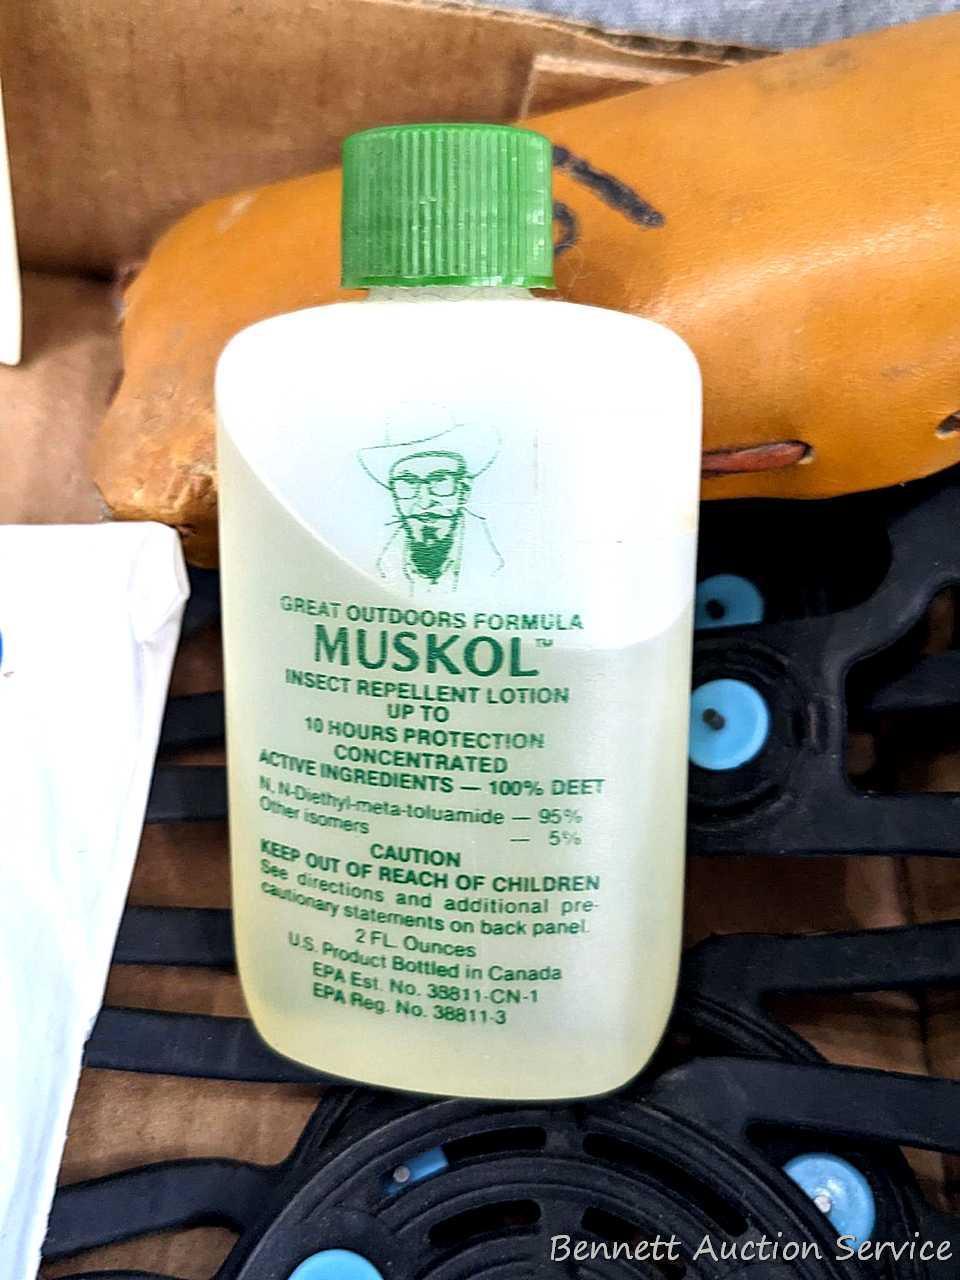 GREAT OUTDOORS FORMULA
MUSKOL™
INSECT REPELLENT LOTION
UP TO
10 HOURS PROTECTION
CONCENTRATED
ACTIVE INGREDIENTS — 100% DEET
N, N-Diethyl-meta-toluamide — 95%
Other isomers — 5%
CAUTION
KEEP OUT OF REACH OF CHILDREN
See directions and additional pre-
cautionary statements on back panel.
2 FL. Ounces
U.S. Product Bottled in Canada
EPA Est. No. 38811-CN-1
EPA Reg. No. 38811-3
Bennett Auction Service